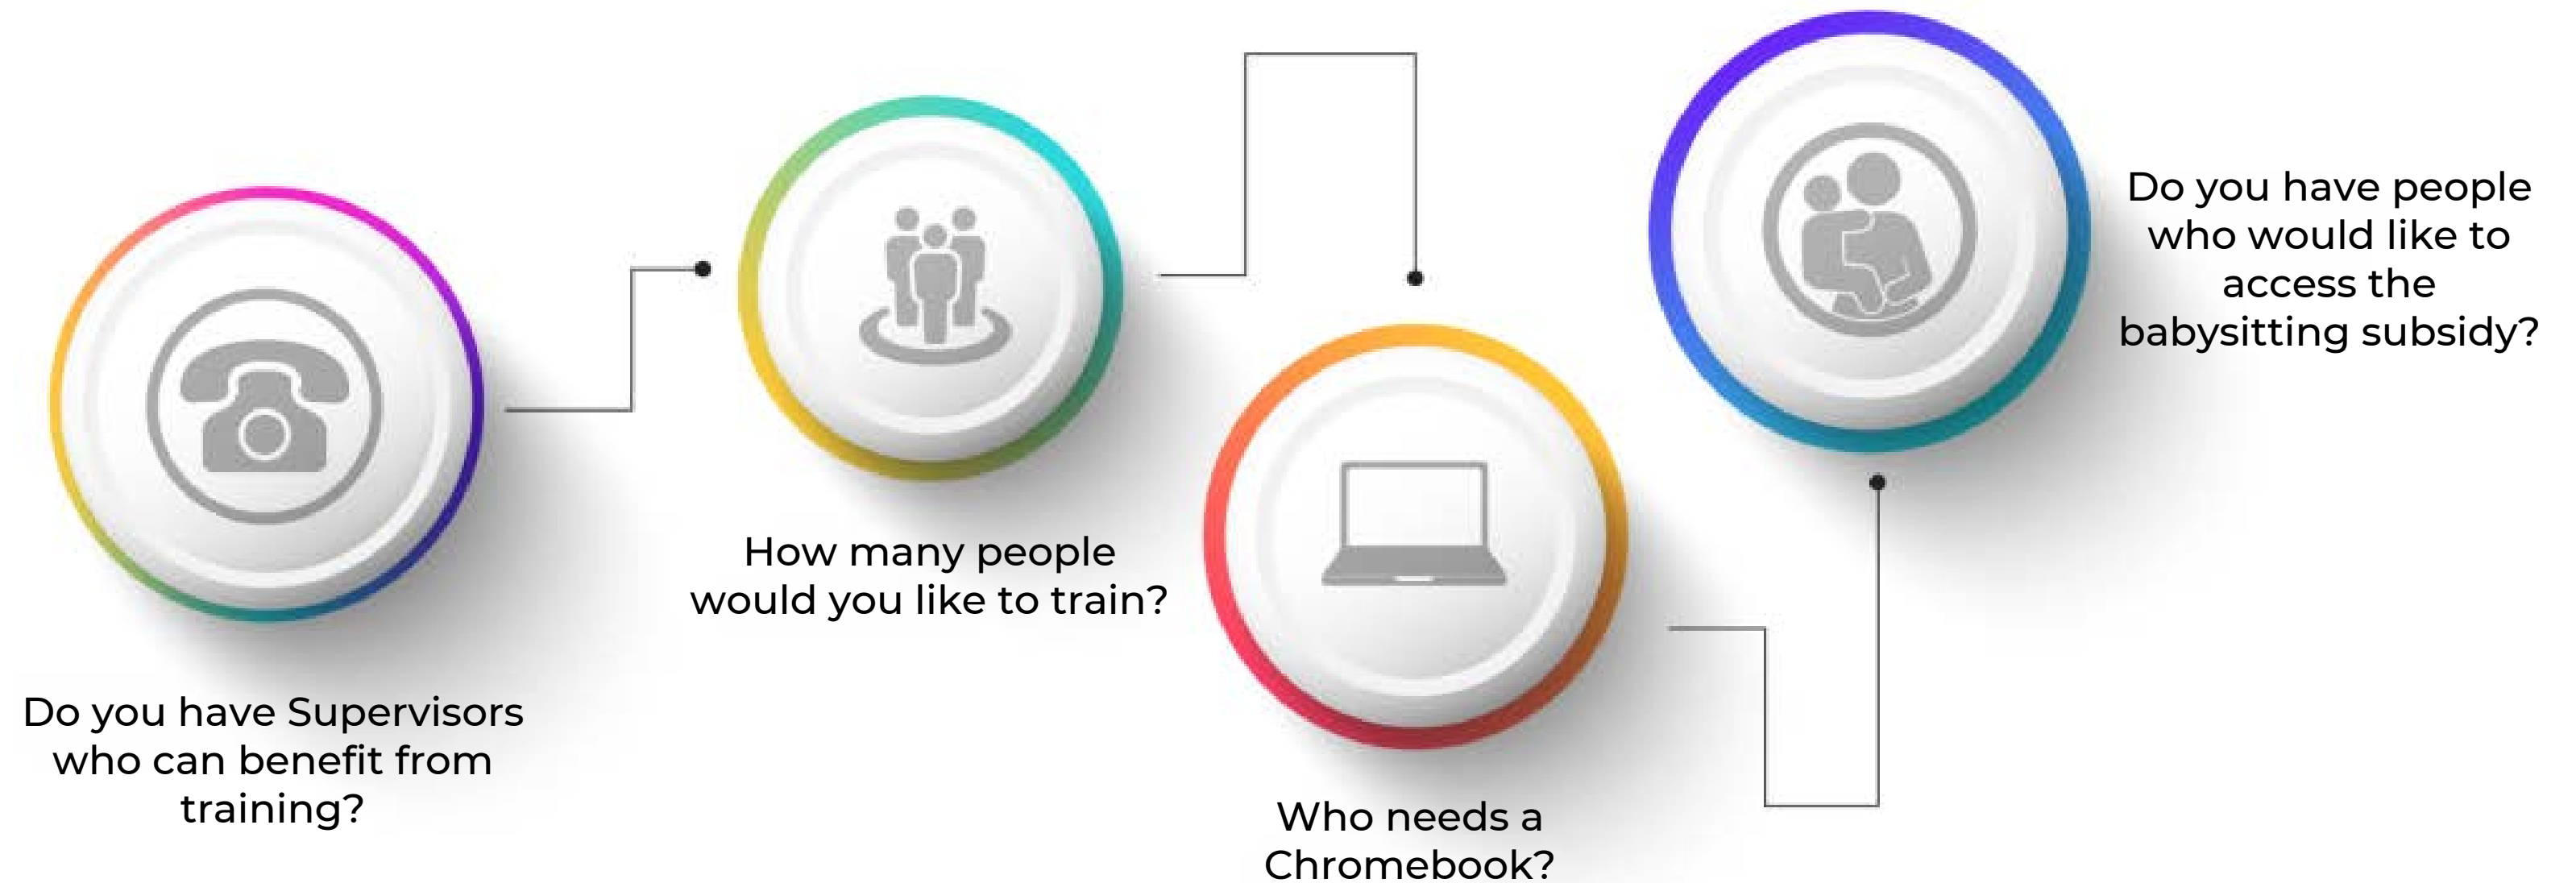 Do you have Supervisors
who can benefit from
training?
How many people
would you like to train?
Who needs a
Chromebook?
Do you have people
who would like to
access the
babysitting subsidy?